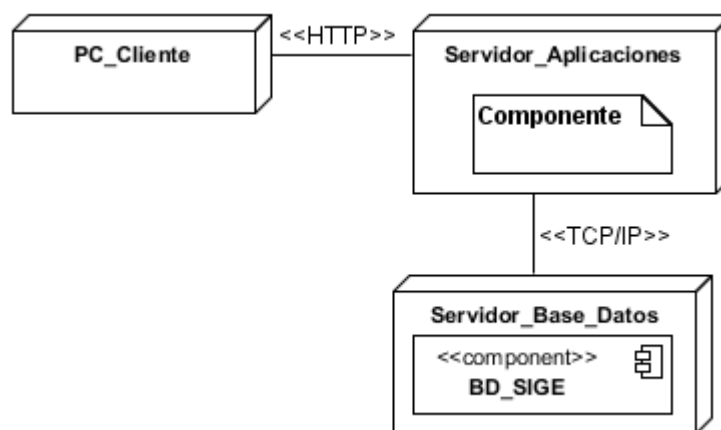 PC_Cliente
<<HTTP>>
Servidor_Aplicaciones
Componente
<<TCP/IP>>
Servidor_Base_Datos
<<component>>
BD_SIGE